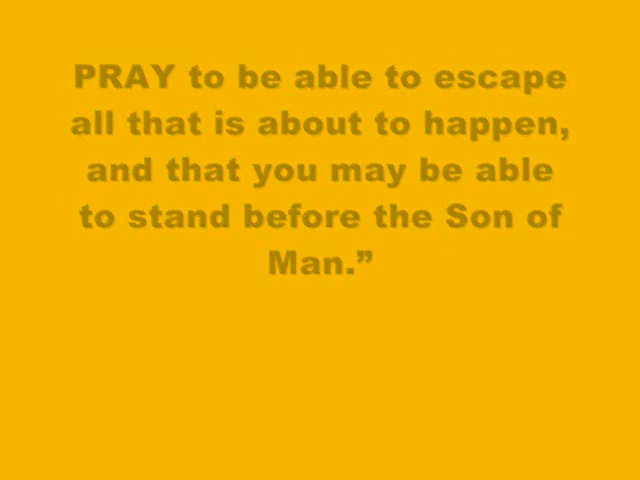 PRAY to be able to escape
all that is about to happen,
and that you may be able
to stand before the Son of
Man.”